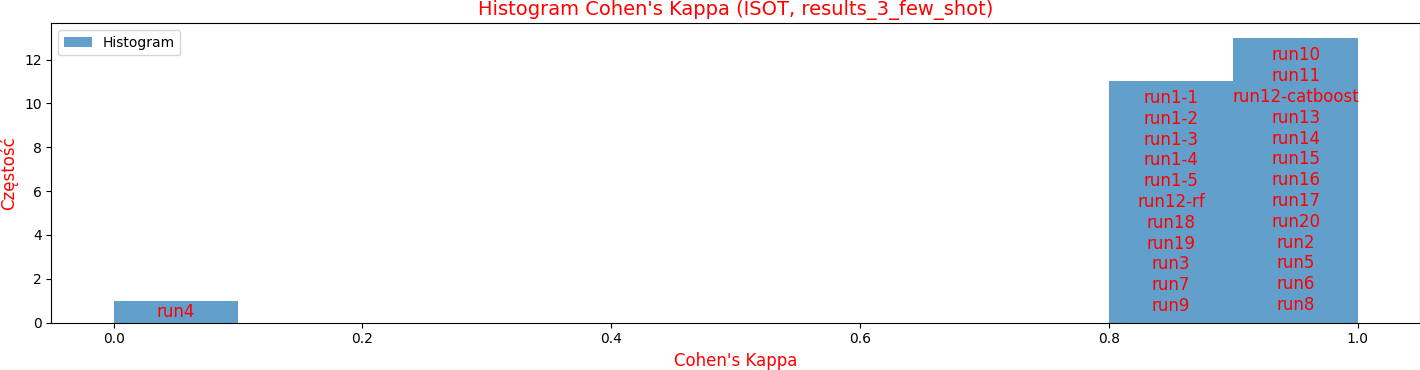 Histogram Cohen's Kappa (ISOT, results_3_few_shot)
Histogram
Częstość
12
10
8
6
4
2
0
run4
run1-1
run1-2
run1-3
run1-4
run1-5
run12-rf
run18
run19
run3
run7
run9
run10
run11
run12-catboost
run13
run14
run15
run16
run17
run20
run2
run5
run6
run8
0.0 0.2 0.4 0.6 0.8 1.0
Cohen's Kappa